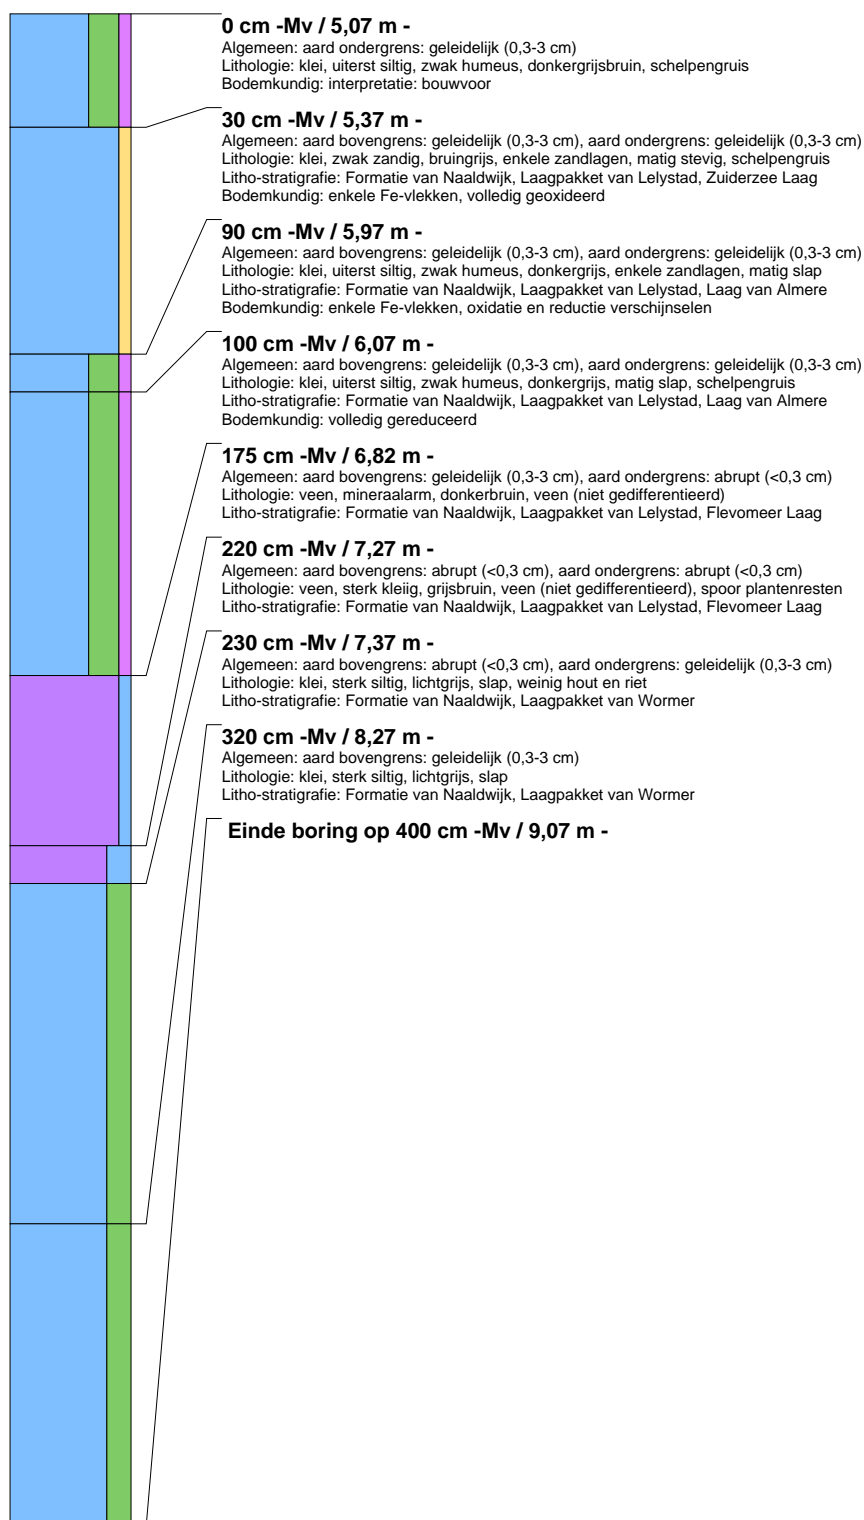 0 cm -Mv / 5,07 m -
Algemeen: aard ondergrens: geleidelijk (0,3-3 cm)
Lithologie: klei, uiterst siltig, zwak humeus, donkergrijsbruin, schelpengruis
Bodemkundig: interpretatie: bouwvoor
30 cm -Mv / 5,37 m -
Algemeen: aard bovengrens: geleidelijk (0,3-3 cm), aard ondergrens: geleidelijk (0,3-3 cm)
Lithologie: klei, zwak zandig, bruingrijs, enkele zandlagen, matig stevig, schelpengruis
Litho-stratigrafie: Formatie van Naaldwijk, Laagpakket van Lelystad, Zuiderzee Laag
Bodemkundig: enkele Fe-vlekken, volledig geoxideerd
90 cm -Mv / 5,97 m -
Algemeen: aard bovengrens: geleidelijk (0,3-3 cm), aard ondergrens: geleidelijk (0,3-3 cm)
Lithologie: klei, uiterst siltig, zwak humeus, donkergrijs, enkele zandlagen, matig slap
Litho-stratigrafie: Formatie van Naaldwijk, Laagpakket van Lelystad, Laag van Almere
Bodemkundig: enkele Fe-vlekken, oxidatie en reductie verschijnselen
100 cm -Mv / 6,07 m -
Algemeen: aard bovengrens: geleidelijk (0,3-3 cm), aard ondergrens: geleidelijk (0,3-3 cm)
Lithologie: klei, uiterst siltig, zwak humeus, donkergrijs, matig slap, schelpengruis
Litho-stratigrafie: Formatie van Naaldwijk, Laagpakket van Lelystad, Laag van Almere
Bodemkundig: volledig gereduceerd
175 cm -Mv / 6,82 m -
Algemeen: aard bovengrens: geleidelijk (0,3-3 cm), aard ondergrens: abrupt (<0,3 cm)
Lithologie: veen, mineraalarm, donkerbruin, veen (niet gedifferentieerd)
Litho-stratigrafie: Formatie van Naaldwijk, Laagpakket van Lelystad, Flevomeer Laag
220 cm -Mv / 7,27 m -
Algemeen: aard bovengrens: abrupt (<0,3 cm), aard ondergrens: abrupt (<0,3 cm)
Lithologie: veen, sterk kleiig, grijsbruin, veen (niet gedifferentieerd), spoor plantenresten
Litho-stratigrafie: Formatie van Naaldwijk, Laagpakket van Lelystad, Flevomeer Laag
230 cm -Mv / 7,37 m -
Algemeen: aard bovengrens: abrupt (<0,3 cm), aard ondergrens: geleidelijk (0,3-3 cm)
Lithologie: klei, sterk siltig, lichtgrijs, slap, weinig hout en riet
Litho-stratigrafie: Formatie van Naaldwijk, Laagpakket van Wormer
320 cm -Mv / 8,27 m -
Algemeen: aard bovengrens: geleidelijk (0,3-3 cm)
Lithologie: klei, sterk siltig, lichtgrijs, slap
Litho-stratigrafie: Formatie van Naaldwijk, Laagpakket van Wormer
Einde boring op 400 cm -Mv / 9,07 m -